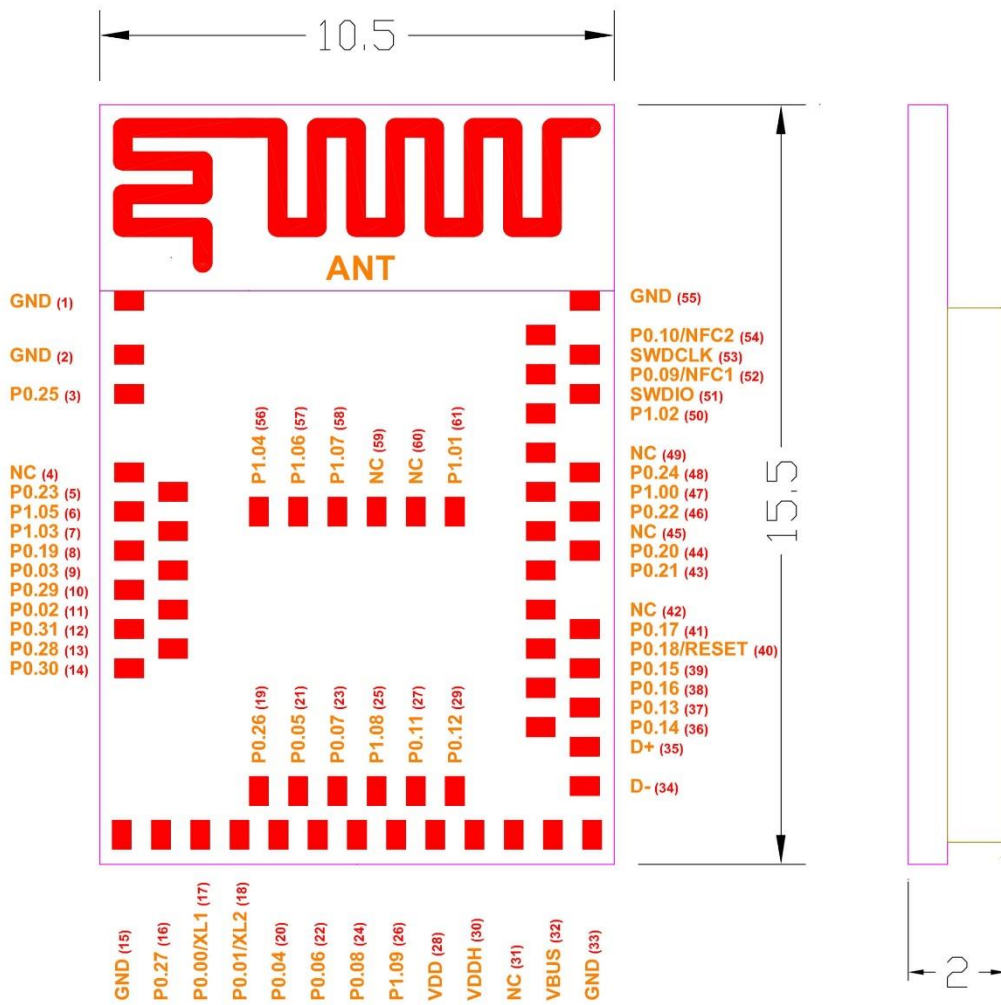 10.5
ANT
GND (1)
GND (2)
P0.25 (3)
NC (4)
P0.23 (5)
P1.05 (6)
P1.03 (7)
P0.19 (8)
P0.03 (9)
P0.29 (10)
P0.02 (11)
P0.31 (12)
P0.28 (13)
P0.30 (14)
P1.04 (56)
P1.06 (57)
P1.07 (58)
NC (59)
NC (60)
P1.01 (61)
P0.26 (19)
P0.05 (21)
P0.07 (23)
P1.08 (25)
P0.11 (27)
P0.12 (29)
GND (55)
P0.10/NFC2 (54)
SWDCLK (53)
P0.09/NFC1 (52)
SWDIO (51)
P1.02 (50)
NC (49)
P0.24 (48)
P1.00 (47)
P0.22 (46)
NC (45)
P0.20 (44)
P0.21 (43)
NC (42)
P0.17 (41)
P0.18/RESET (40)
P0.15 (39)
P0.16 (38)
P0.13 (37)
P0.14 (36)
D+ (35)
D- (34)
15.5
GND (15)
P0.27 (16)
P0.00/XL1 (17)
P0.01/XL2 (18)
P0.04 (20)
P0.06 (22)
P0.08 (24)
P1.09 (26)
VDD (28)
VDDH (30)
NC (31)
VBUS (32)
GND (33)
2